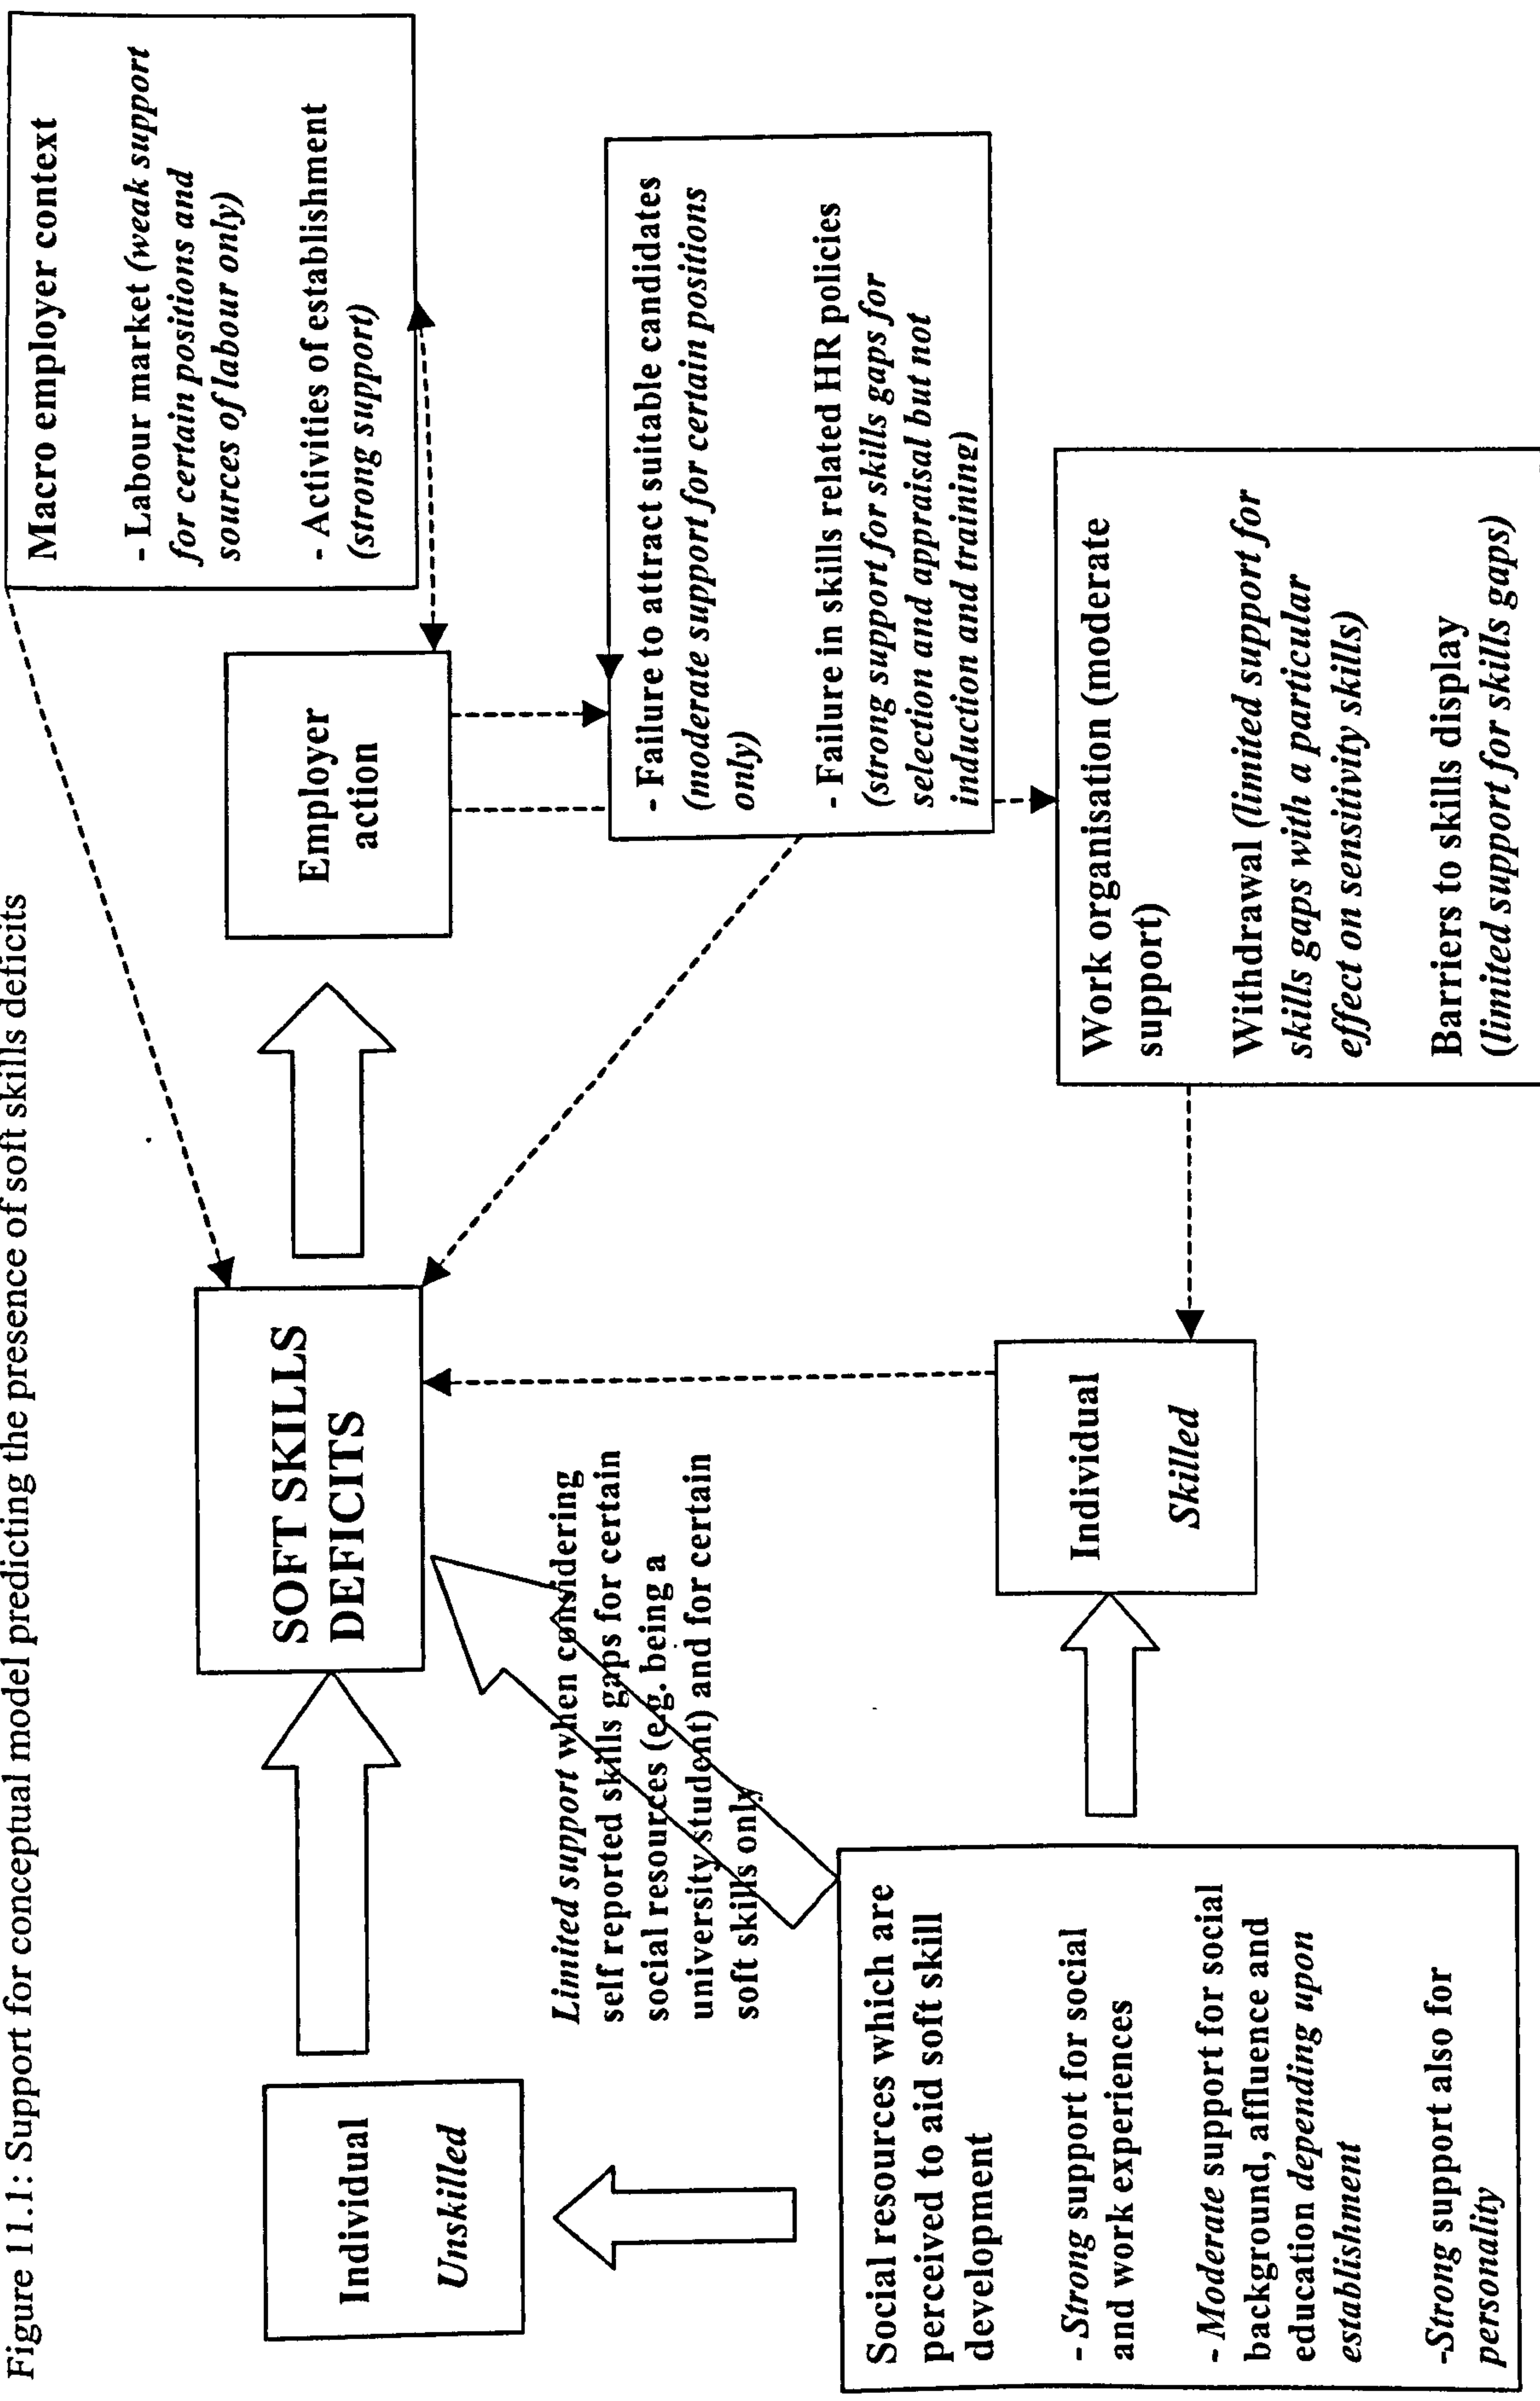 Figure 11.1: Support for conceptual model predicting the presence of soft skills deficits
Macro employer context
- Labour market (weak support
for certain positions and
sources of labour only)
- Activities of establishment
(strong support)
Employer
action
- Failure to attract suitable candidates
(moderate support for certain positions
only)
- Failure in skills related HR policies
(strong support for skills gaps for
selection and appraisal but not
induction and training)
Work organisation (moderate
support)
Withdrawal (limited support for
skills gaps with a particular
effect on sensitivity skills)
Barriers to skills display
(limited support for skills gaps)
SOFT SKILLS
DEFICITS
Limited support when considering
self reported skills gaps for certain
social resources (e.g. being a
university student) and for certain
soft skills only
Individual
Skilled
Individual
Unskilled
Social resources which are
perceived to aid soft skill
development
- Strong support for social
and work experiences
- Moderate support for social
background, affluence and
education depending upon
establishment
-Strong support also for
personality